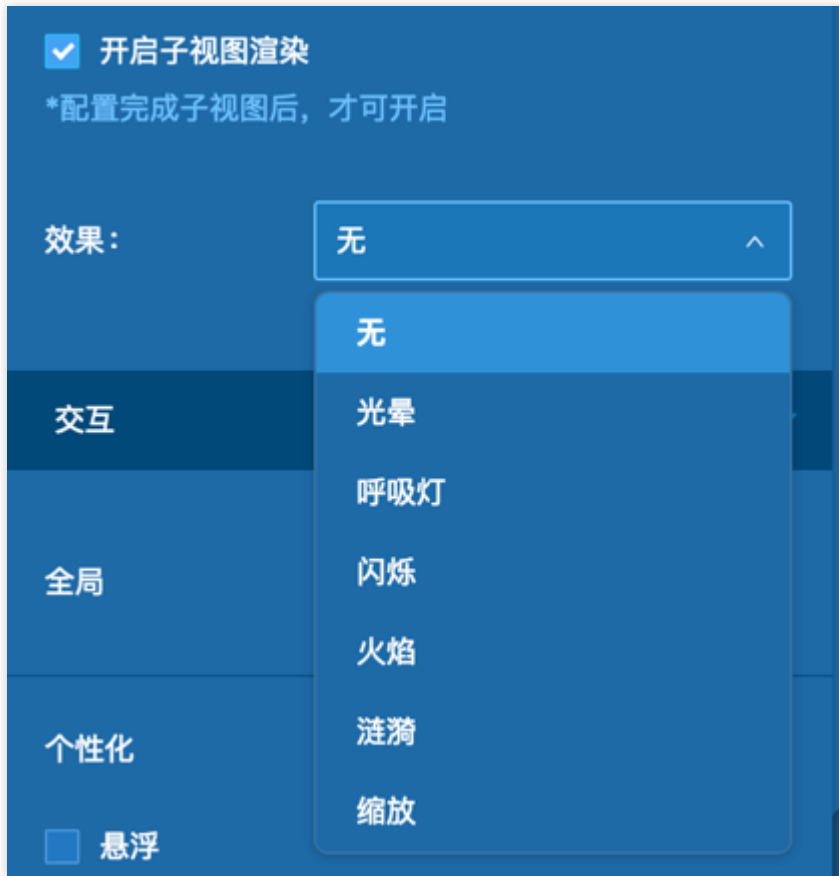 开启子视图渲染
*配置完成子视图后，才可开启
效果：
无
无
光晕
交互
呼吸灯
闪烁
全局
火焰
涟漪
个性化
缩放
悬浮